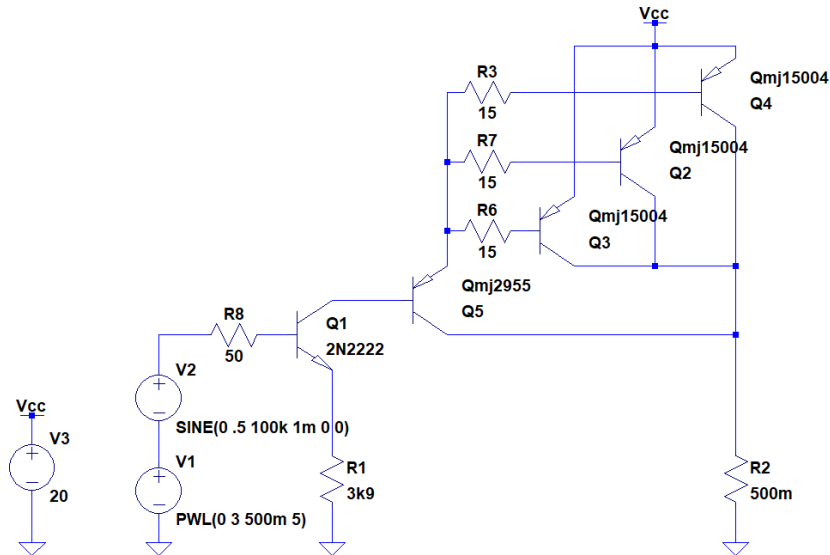 Vcc
R3
15
Qmj15004
Q4
R7
15
Qmj15004
Q2
R6
15
Qmj15004
Q3
Qmj2955
Q5
R8
50
Q1
2N2222
V2
SINE(0 .5 100k 1m 0 0)
Vcc
V3
20
V1
PWL(0 3 500m 5)
R1
3k9
R2
500m